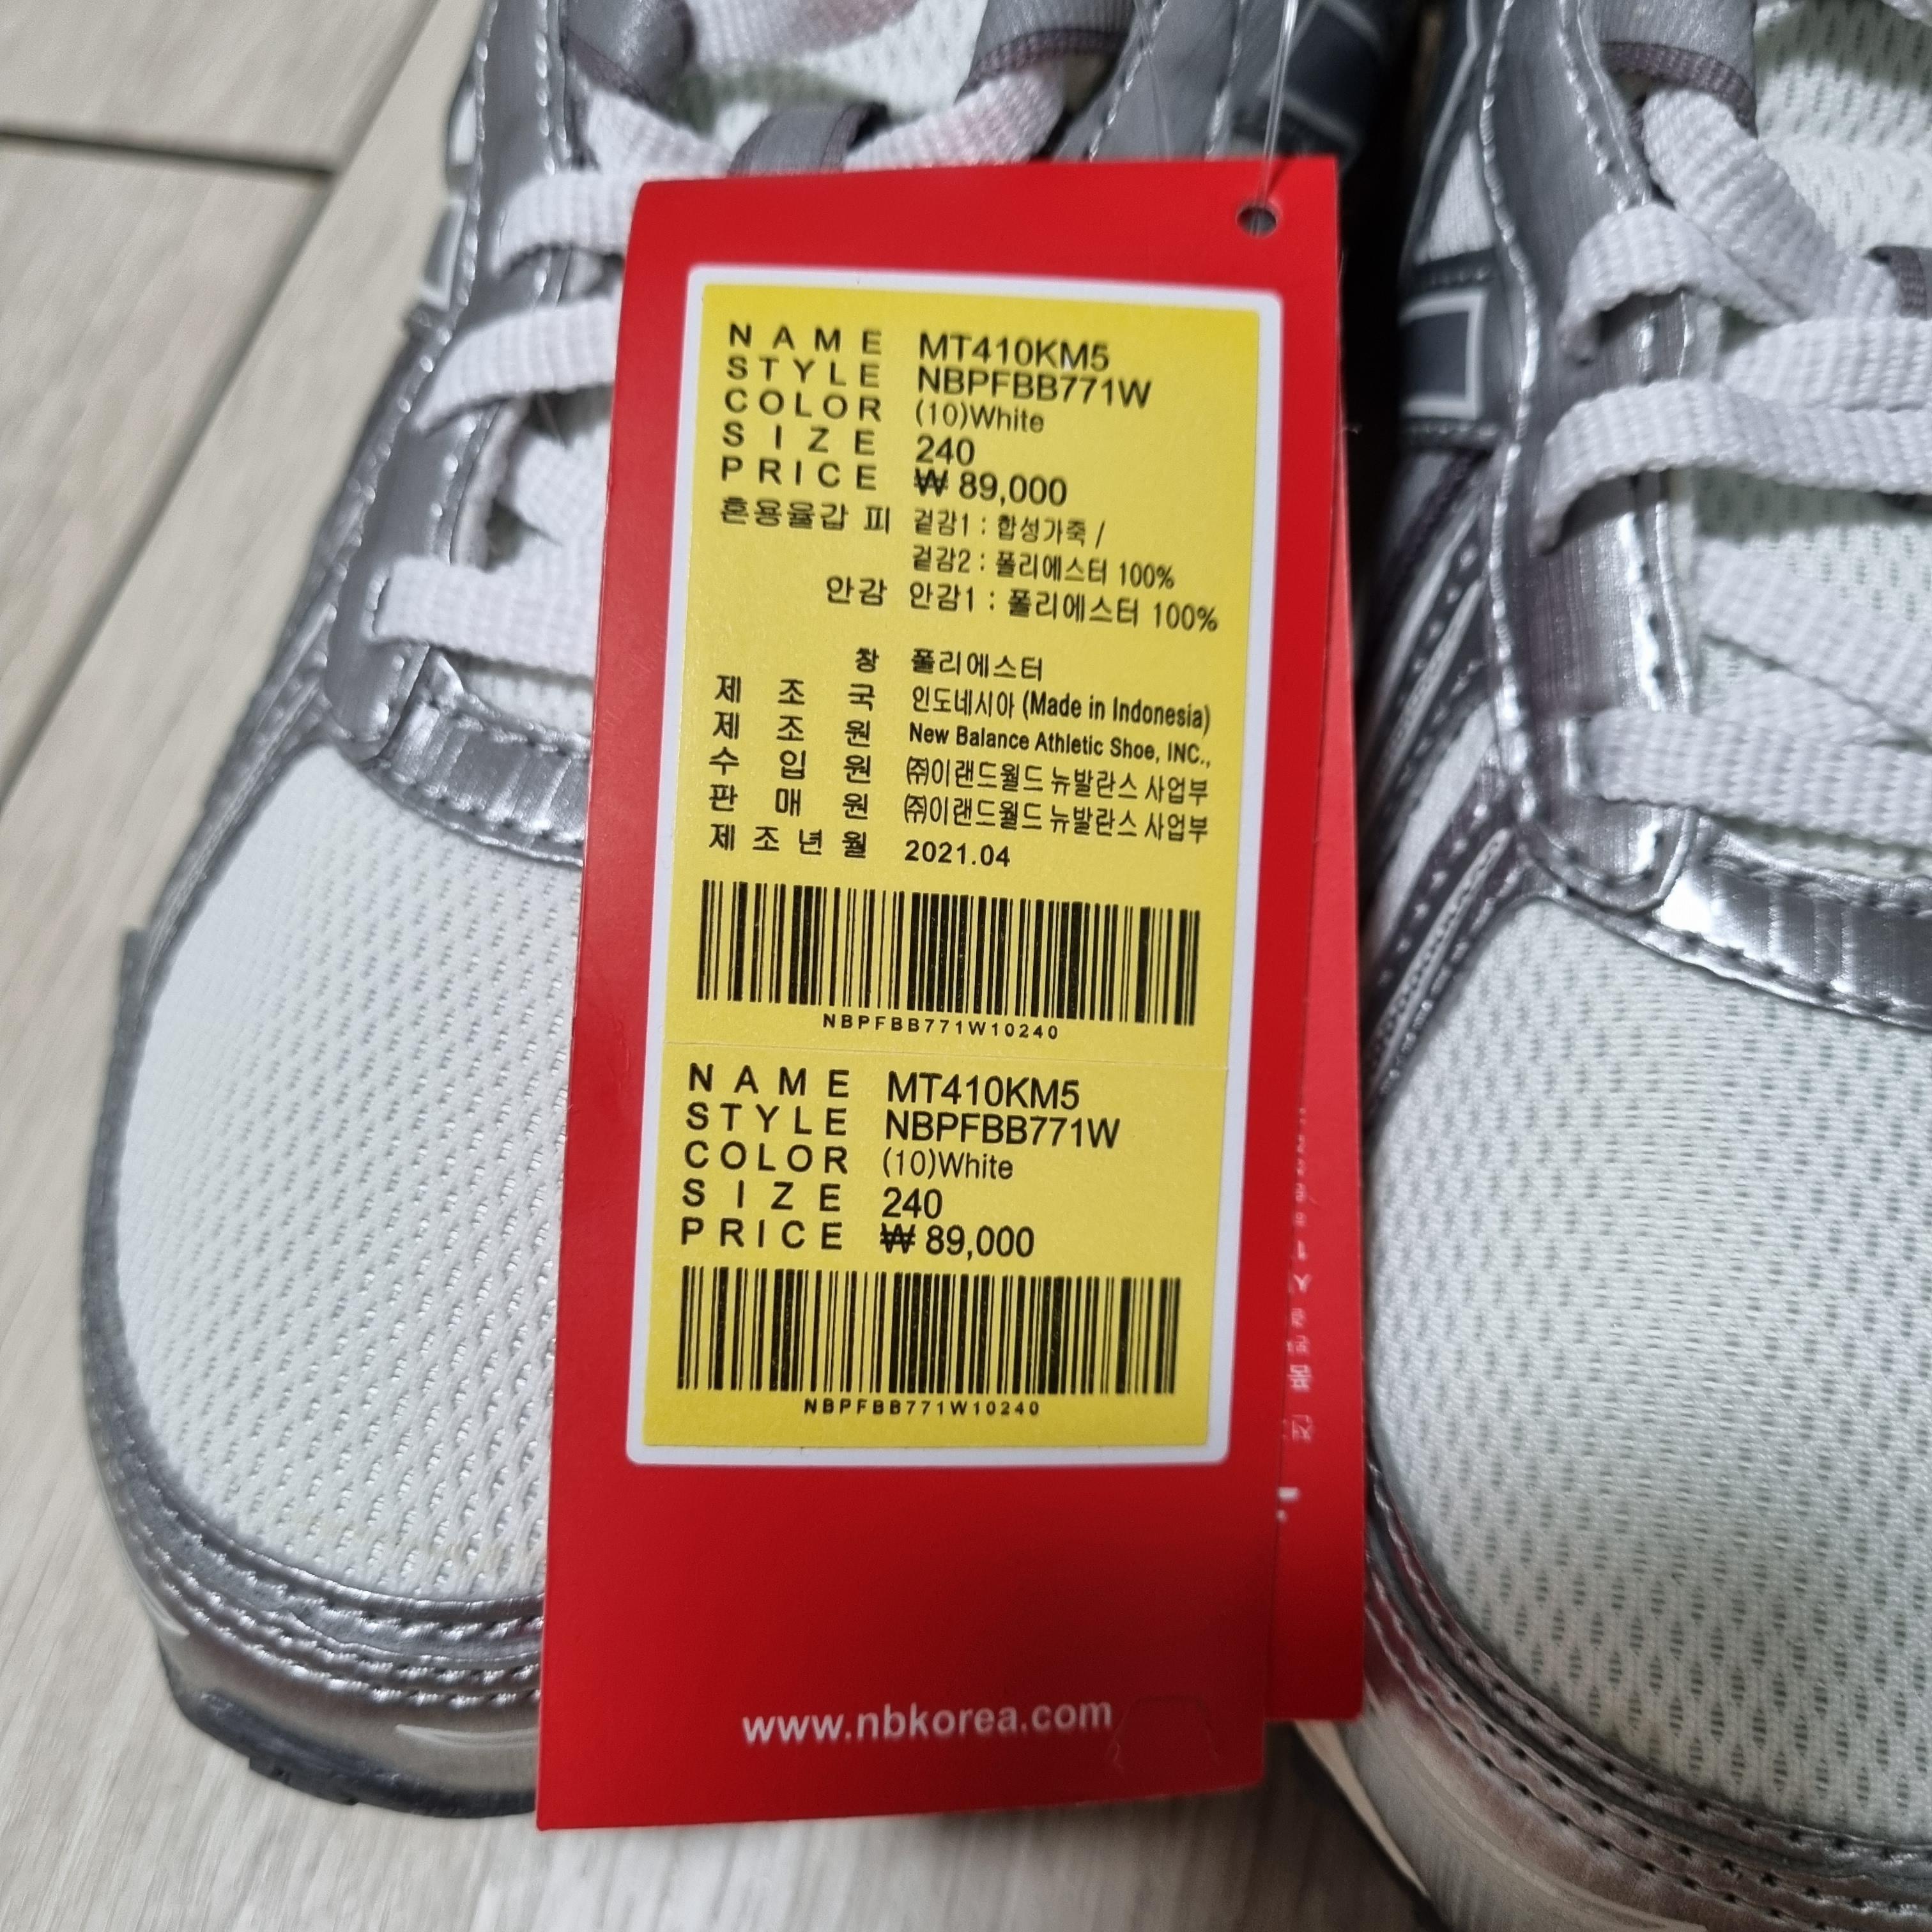 NAME MT410KM5
STYLE NBPFBB771W
COLOR (10)White
SIZE 240
PRICE ₩ 89,000
혼용율갑 피 겉감1 : 합성가죽 /
겉감2 : 폴리에스터 100%
안감 안감1 : 폴리에스터 100%
창 폴리에스터
제 조 국 인도네시아 (Made in Indonesia)
제 조 원 New Balance Athletic Shoe, INC.,
수 입 원 ㈜이랜드월드 뉴발란스 사업부
판 매 원 ㈜이랜드월드 뉴발란스 사업부
제조년월 2021.04
NBPFBB771W10240
NAME MT410KM5
STYLE NBPFBB771W
COLOR (10)White
SIZE 240
PRICE ₩ 89,000
NBPFBB771W10240
www.nbkorea.com